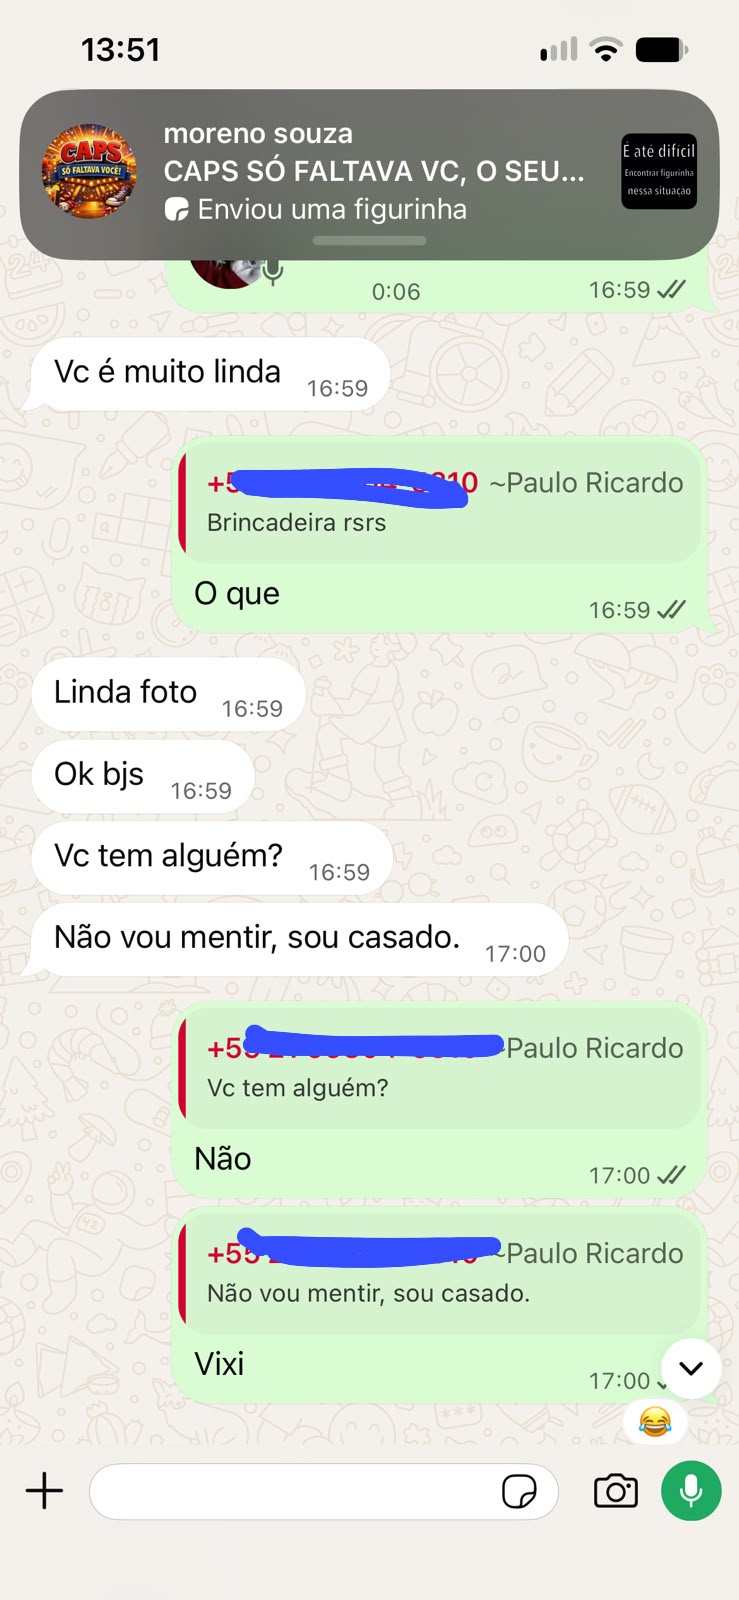 13:51
moreno souza
CAPS SÓ FALTAVA VC, O SEU...
Enviou uma figurinha
CAPS
SÓ FALTAVA VOCÊ!
É até difícil
Encontrar figurinha
nessa situação
0:06
16:59
Vc é muito linda
16:59
~Paulo Ricardo
Brincadeira rsrs
O que
16:59
Linda foto
16:59
Ok bjs
16:59
Vc tem alguém?
16:59
Não vou mentir, sou casado.
17:00
Paulo Ricardo
Vc tem alguém?
Não
17:00
+55 ~Paulo Ricardo
Não vou mentir, sou casado.
Vixi
17:00